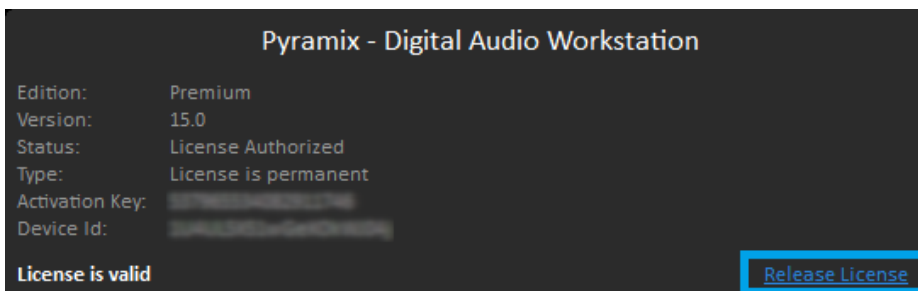 Pyramix - Digital Audio Workstation
Edition: Premium
Version: 15.0
Status: License Authorized
Type: License is permanent
Activation Key:
Device Id:
License is valid Release License